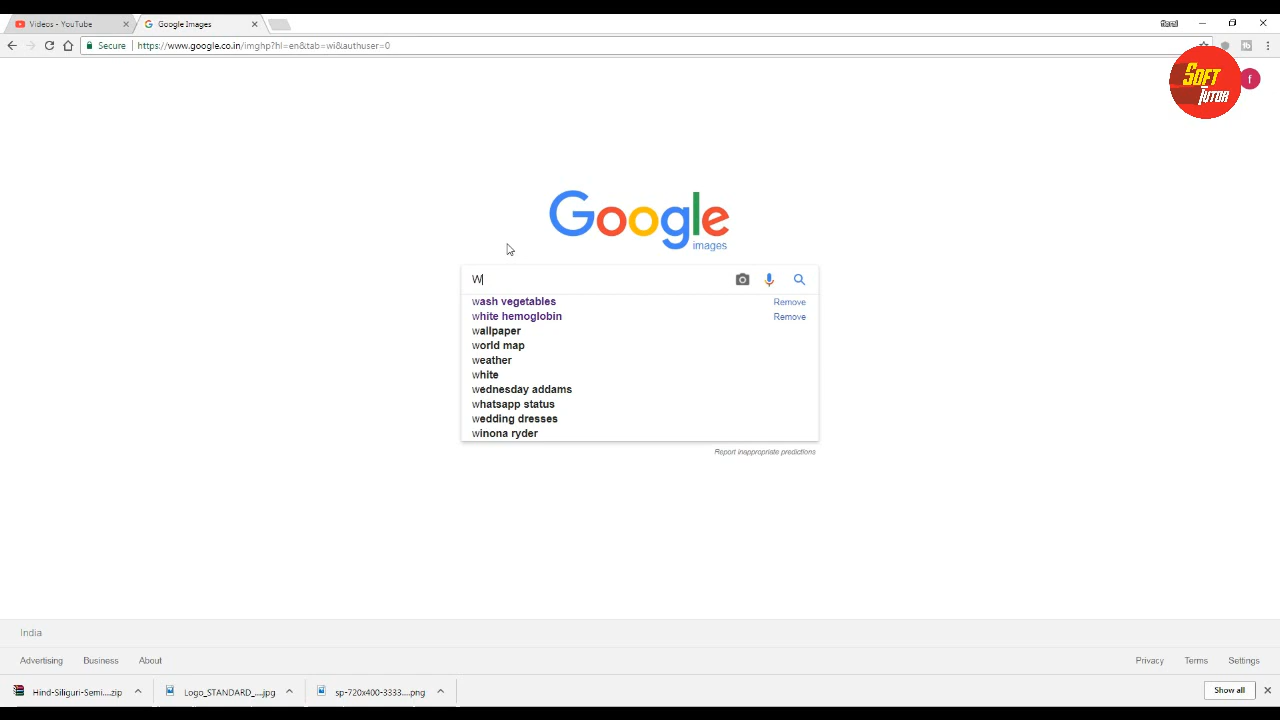 Videos - YouTube
Google Images
Secure
https://www.google.co.in/imghp?hl=en&tab=wi&authuser=0
f
SOFT
TUTOR
Google
images
W
wash vegetables Remove
white hemoglobin Remove
wallpaper
world map
weather
white
wednesday addams
whatsapp status
wedding dresses
winona ryder
Report inappropriate predictions
India
Advertising Business About Privacy Terms Settings
Hind-Siliguri-Semi....zip Logo_STANDARD_....jpg sp-720x400-3333....png Show all